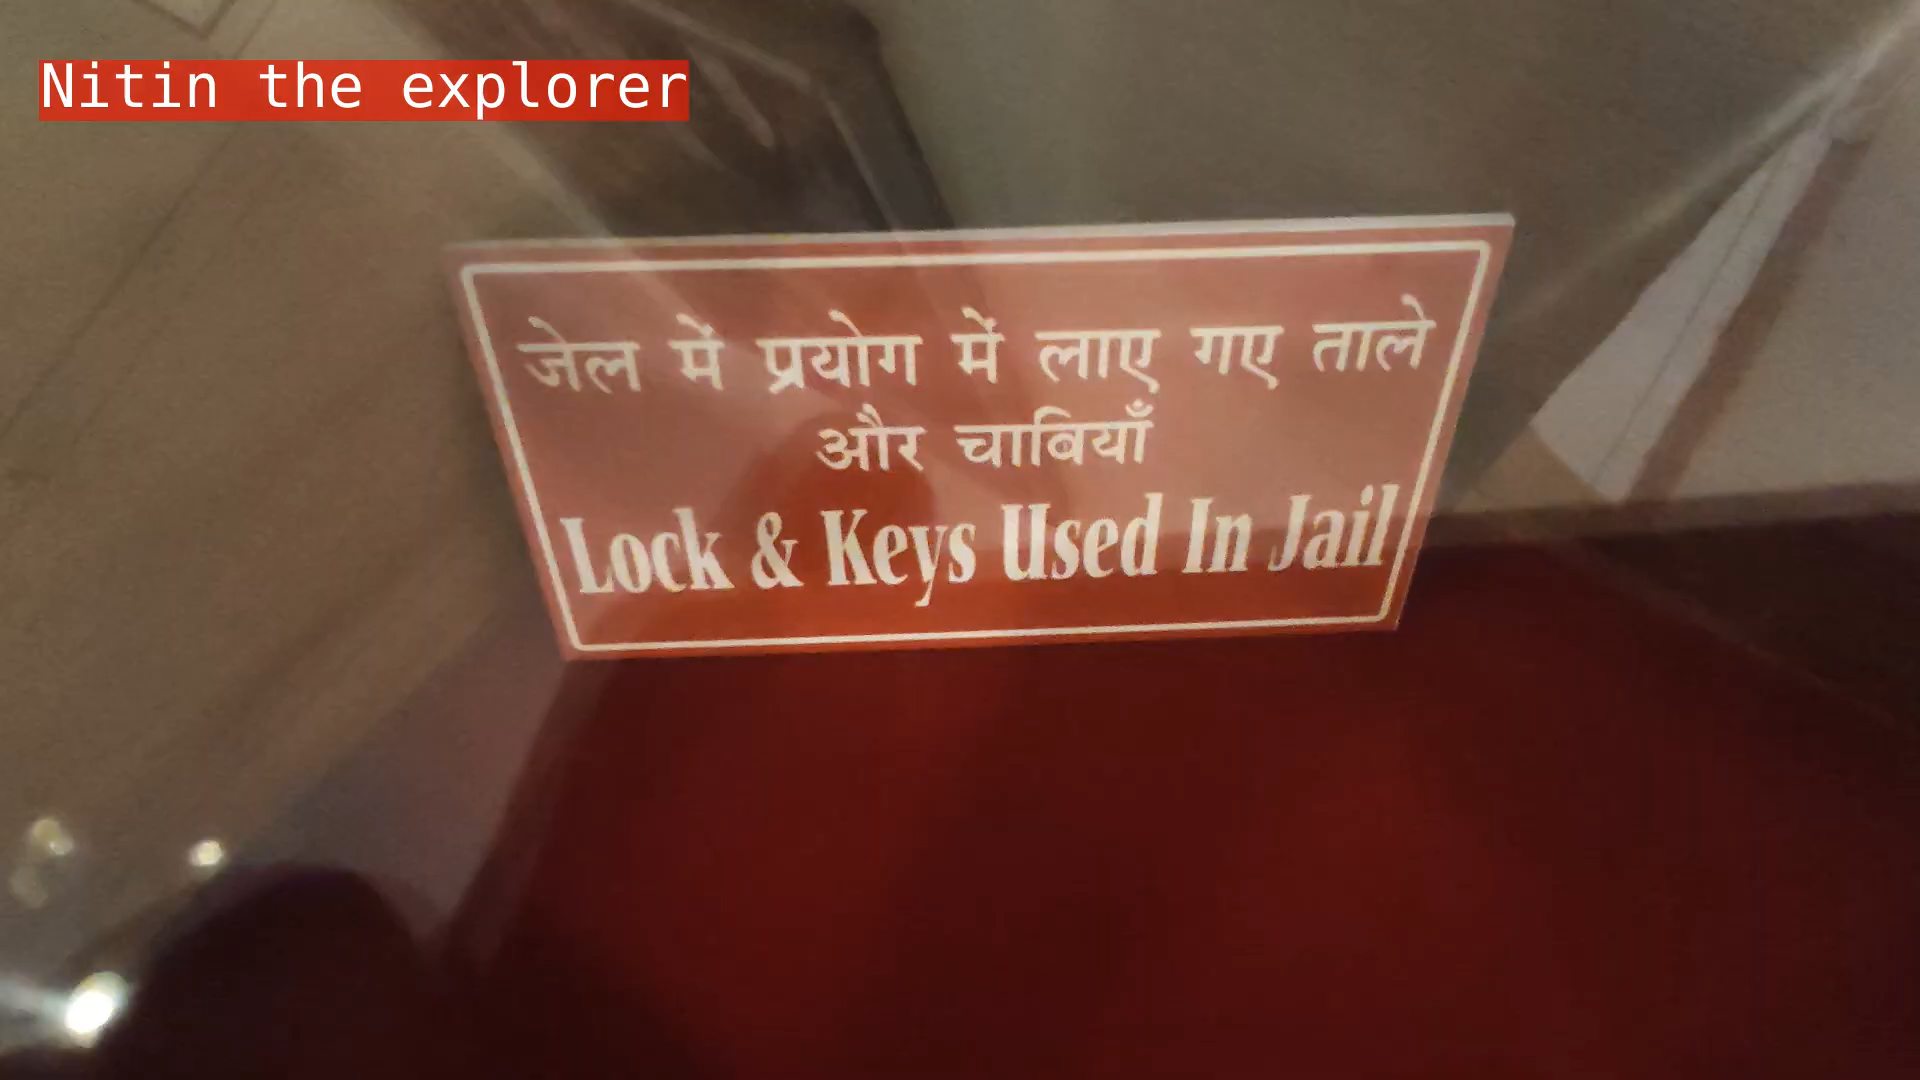 Nitin the explorer
जेल में प्रयोग में लाए गए ताले
और चाबियाँ
Lock & Keys Used In Jail